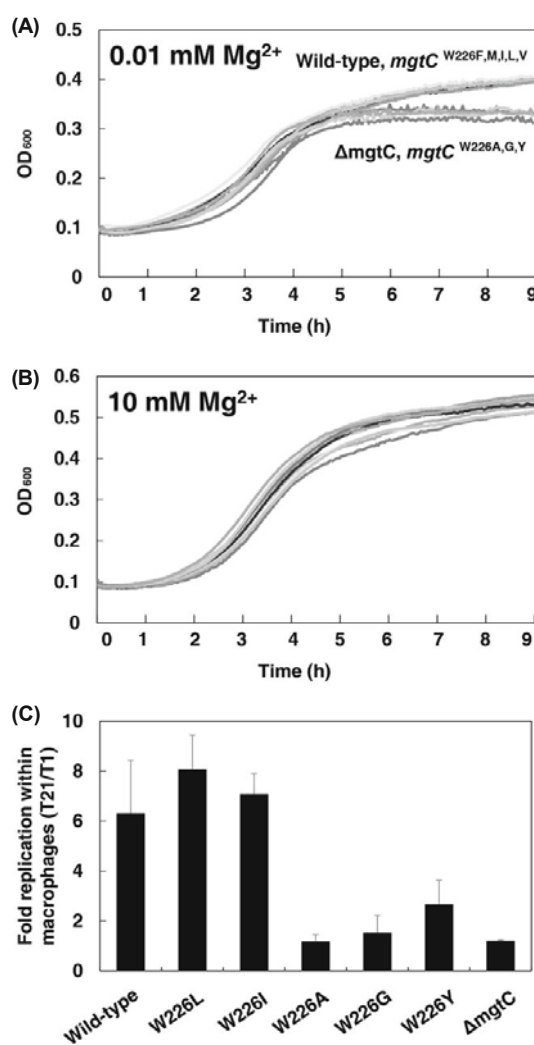 (A)
0.01 mM Mg²⁺
Wild-type, mgtC W226F,M,I,L,V
ΔmgtC, mgtC W226A,G,Y
OD₆₀₀
0.5
0.4
0.3
0.2
0.1
0
0 1 2 3 4 5 6 7 8 9
Time (h)
(B)
10 mM Mg²⁺
OD₆₀₀
0.6
0.5
0.4
0.3
0.2
0.1
0
0 1 2 3 4 5 6 7 8 9
Time (h)
(C)
Fold replication within
macrophages (T21/T1)
10
8
6
4
2
0
Wild-type
W226L
W226I
W226A
W226G
W226Y
ΔmgtC